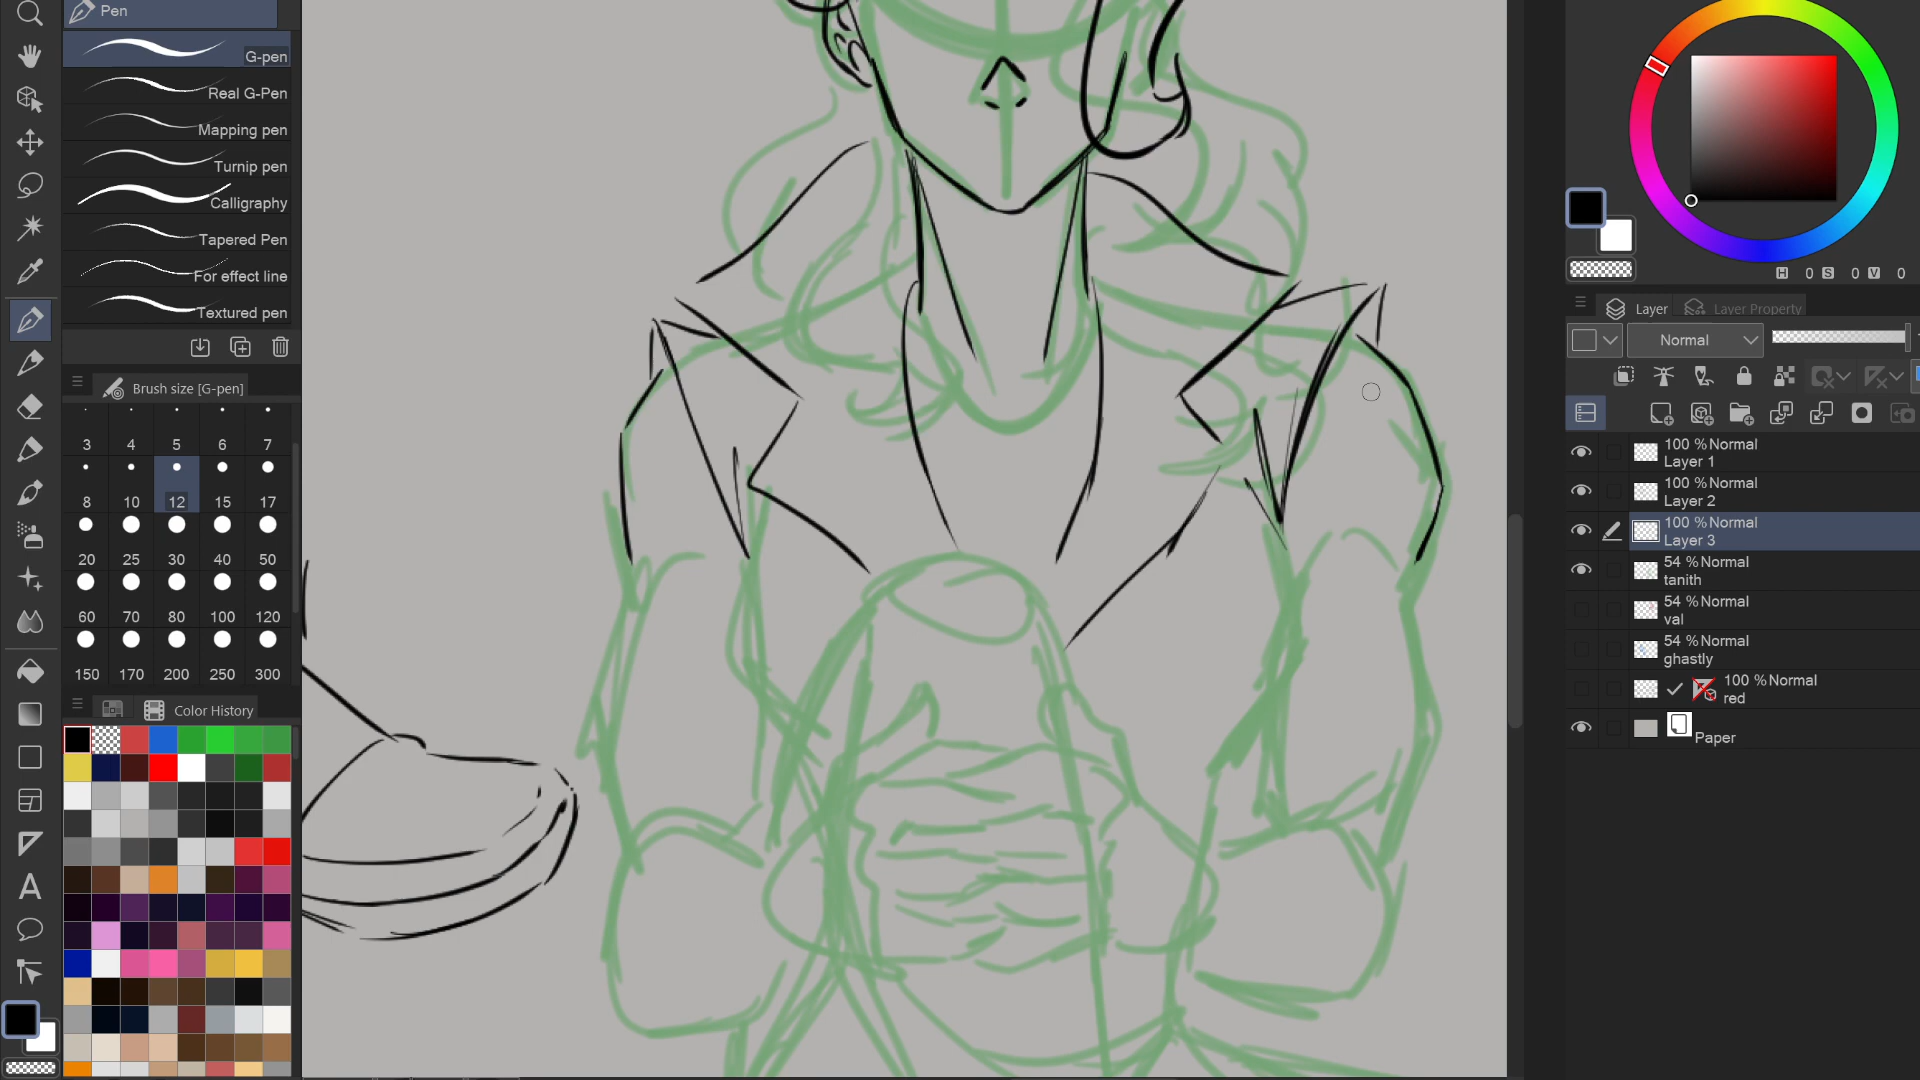 Pen
G-pen
Real G-Pen
Mapping pen
Turnip pen
Calligraphy
Tapered Pen
For effect line
Textured pen
Brush size [G-pen]
3 4 5 6 7
8 10 12 15 17
20 25 30 40 50
60 70 80 100 120
150 170 200 250 300
Color History
H 0 S 0 V 0
Layer Layer Property
Normal
100 % Normal
Layer 1
100 % Normal
Layer 2
100 % Normal
Layer 3
54 % Normal
tanith
54 % Normal
val
54 % Normal
ghastly
100 % Normal
red
Paper